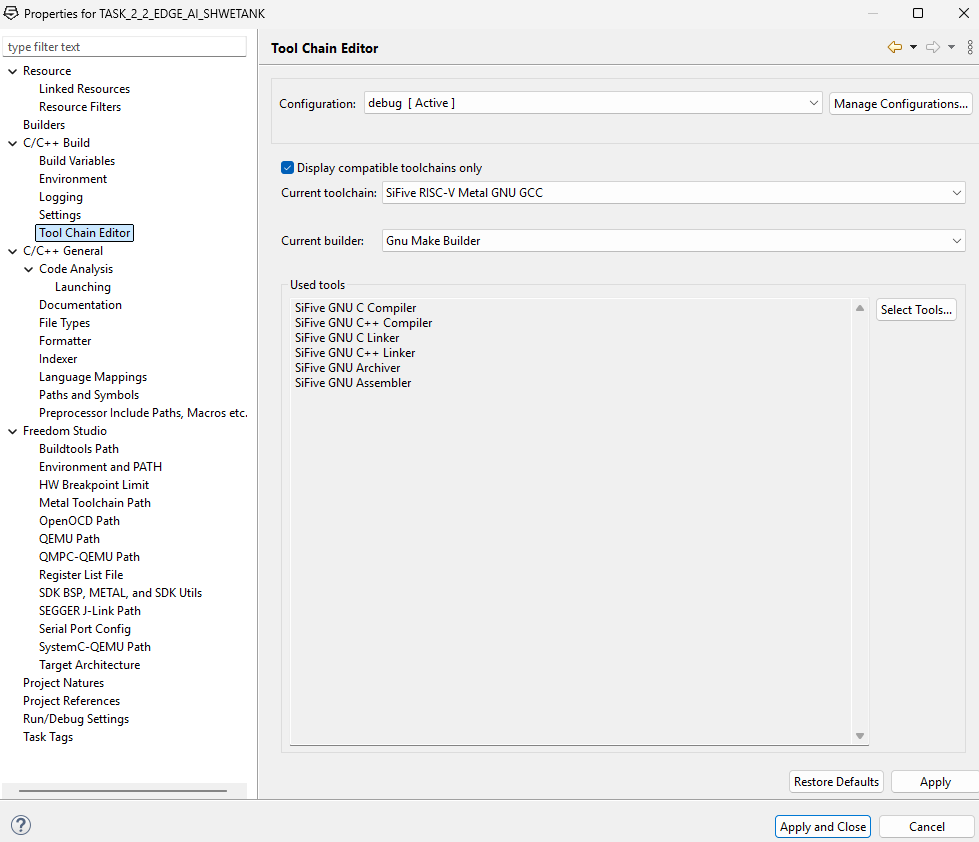 Properties for TASK_2_2_EDGE_AI_SHWETANK
type filter text
Resource
Linked Resources
Resource Filters
Builders
C/C++ Build
Build Variables
Environment
Logging
Settings
Tool Chain Editor
C/C++ General
Code Analysis
Launching
Documentation
File Types
Formatter
Indexer
Language Mappings
Paths and Symbols
Preprocessor Include Paths, Macros etc.
Freedom Studio
Buildtools Path
Environment and PATH
HW Breakpoint Limit
Metal Toolchain Path
OpenOCD Path
QEMU Path
QMPC-QEMU Path
Register List File
SDK BSP, METAL, and SDK Utils
SEGGER J-Link Path
Serial Port Config
SystemC-QEMU Path
Target Architecture
Project Natures
Project References
Run/Debug Settings
Task Tags
Tool Chain Editor
Configuration: debug [ Active ] Manage Configurations...
Display compatible toolchains only
Current toolchain: SiFive RISC-V Metal GNU GCC
Current builder: Gnu Make Builder
Used tools
SiFive GNU C Compiler
SiFive GNU C++ Compiler
SiFive GNU C Linker
SiFive GNU C++ Linker
SiFive GNU Archiver
SiFive GNU Assembler
Select Tools...
Restore Defaults Apply
? Apply and Close Cancel